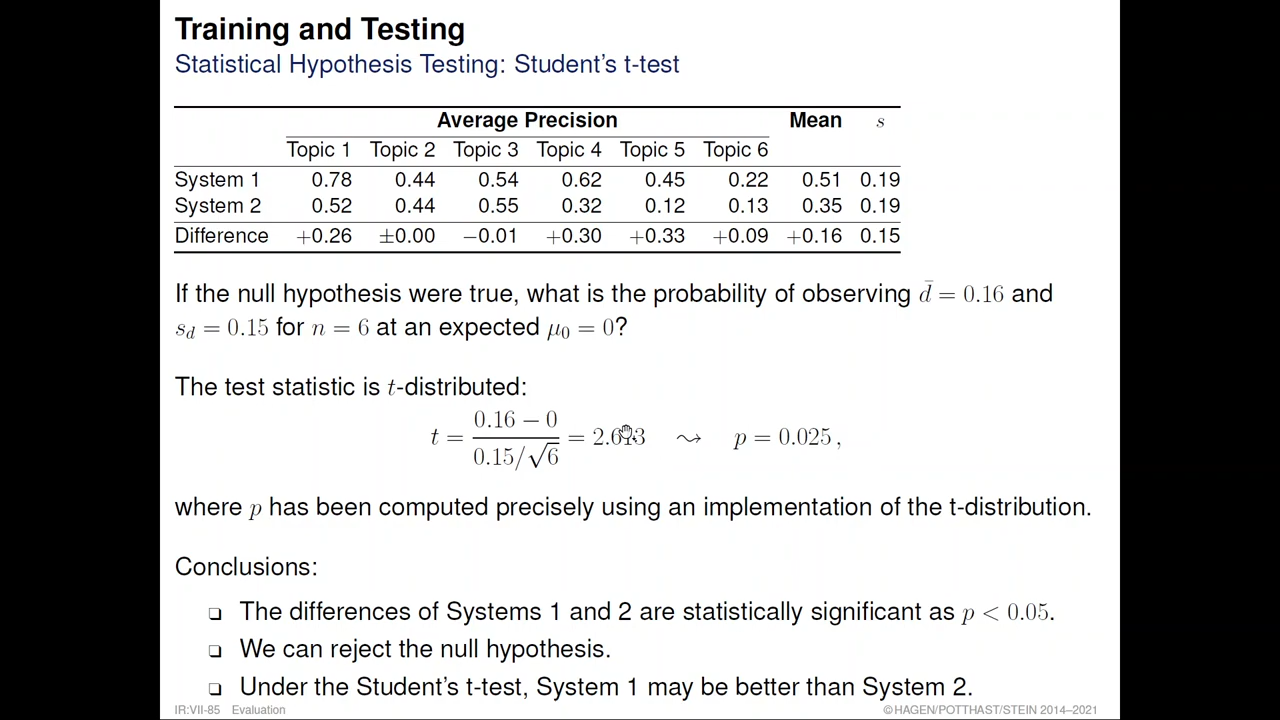 Training and Testing
Statistical Hypothesis Testing: Student's t-test
Average Precision Mean s
Topic 1 Topic 2 Topic 3 Topic 4 Topic 5 Topic 6
System 1 0.78 0.44 0.54 0.62 0.45 0.22 0.51 0.19
System 2 0.52 0.44 0.55 0.32 0.12 0.13 0.35 0.19
Difference +0.26 ±0.00 −0.01 +0.30 +0.33 +0.09 +0.16 0.15
If the null hypothesis were true, what is the probability of observing d̄ = 0.16 and
s_d = 0.15 for n = 6 at an expected μ₀ = 0?
The test statistic is t-distributed:
t = (0.16 − 0) / (0.15/√6) = 2.613 ⇝ p = 0.025,
where p has been computed precisely using an implementation of the t-distribution.
Conclusions:
❑ The differences of Systems 1 and 2 are statistically significant as p < 0.05.
❑ We can reject the null hypothesis.
❑ Under the Student's t-test, System 1 may be better than System 2.
IR:VII-85 Evaluation ©HAGEN/POTTHAST/STEIN 2014–2021